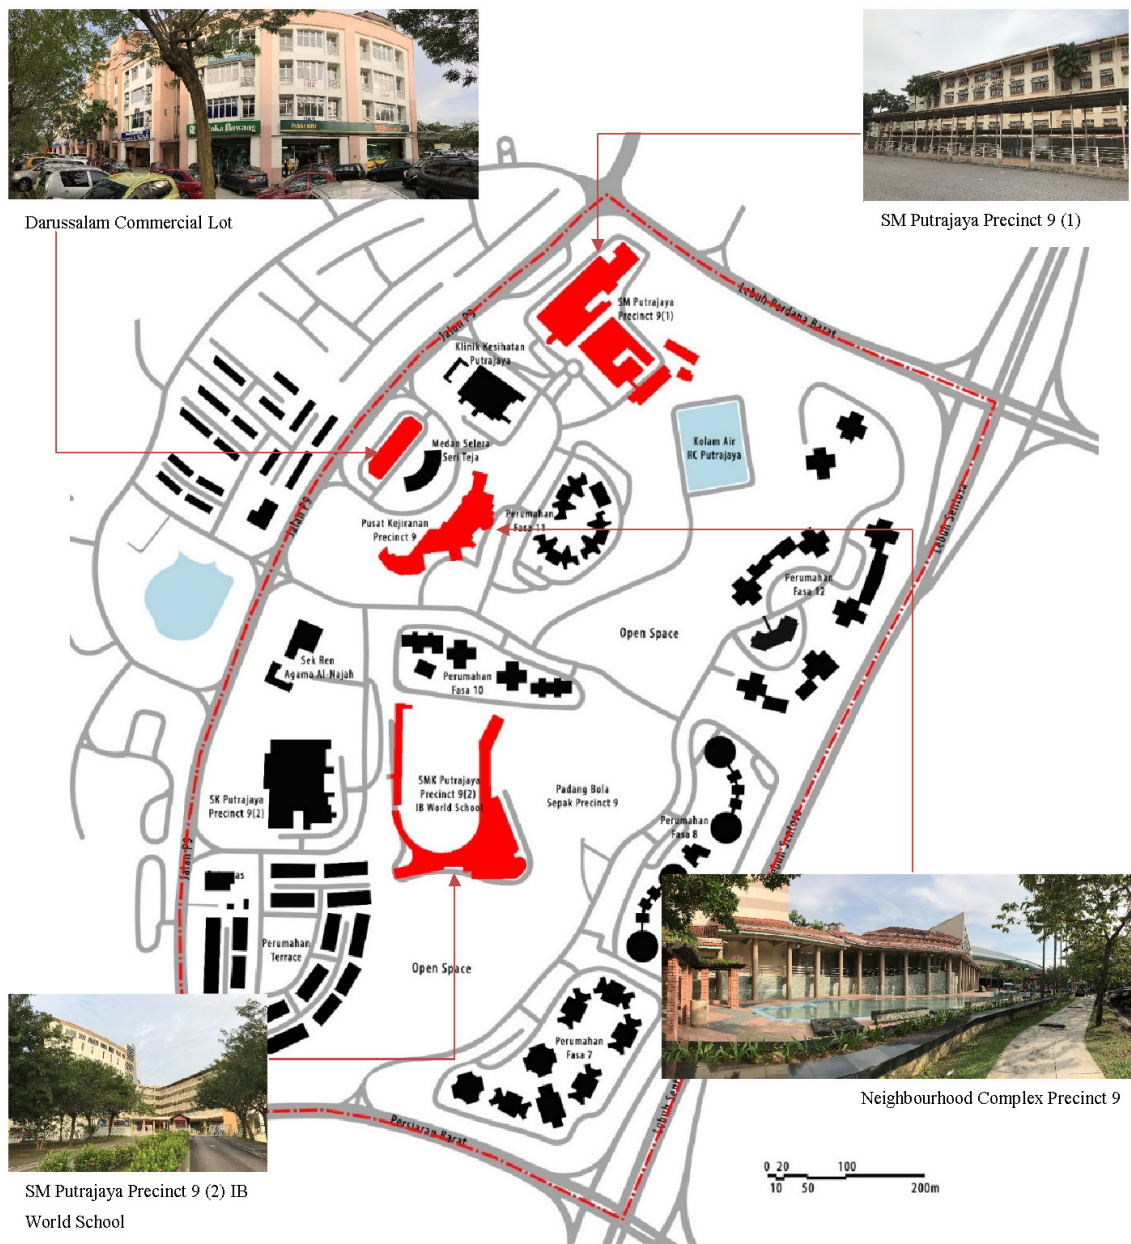 Darussalam Commercial Lot
SM Putrajaya Precinct 9 (1)
Lebuh Perdana Barat
SM Putrajaya
Precinct 9(1)
Jalan P9
Klinik Kesihatan
Putrajaya
Medan Selera
Seri Teja
Kolam Air
RC Putrajaya
Jalan P9
Pusat Kejiranan
Precinct 9
Perumahan
Fasa 11
Lebuh Sentosa
Perumahan
Fasa 12
Open Space
Sek Ren
Agama Al-Najah
Perumahan
Fasa 10
SMK Putrajaya
Precinct 9(2)
IB World School
Padang Bola
Sepak Precinct 9
SK Putrajaya
Precinct 9(2)
Perumahan
Fasa 8
Jalan P9
Lebuh Sentosa
as
Perumahan
Terrace
Open Space
Perumahan
Fasa 7
Lebuh Sent
Persiaran Barat
Neighbourhood Complex Precinct 9
0 20 100
10 50 200m
SM Putrajaya Precinct 9 (2) IB
World School